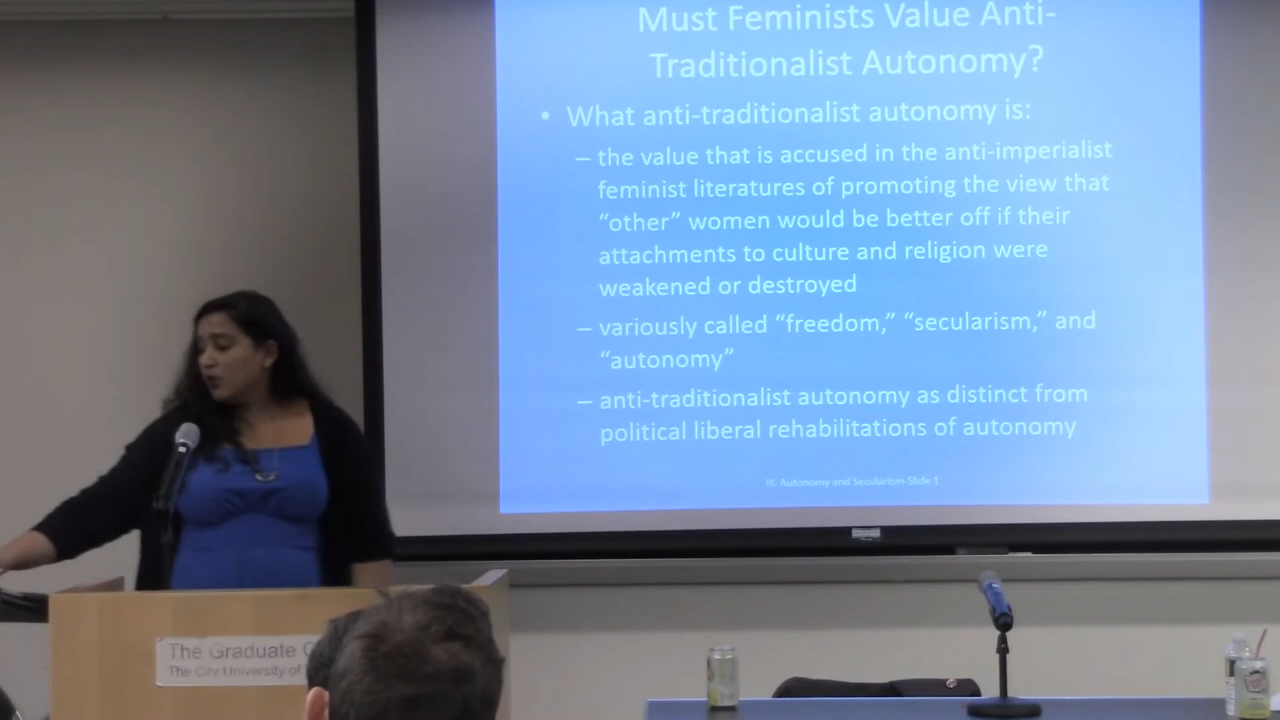 Must Feminists Value Anti-
Traditionalist Autonomy?
• What anti-traditionalist autonomy is:
– the value that is accused in the anti-imperialist
feminist literatures of promoting the view that
“other” women would be better off if their
attachments to culture and religion were
weakened or destroyed
– variously called “freedom,” “secularism,” and
“autonomy”
– anti-traditionalist autonomy as distinct from
political liberal rehabilitations of autonomy
III. Autonomy and Secularism-Slide 1
The Graduate C
The City University of